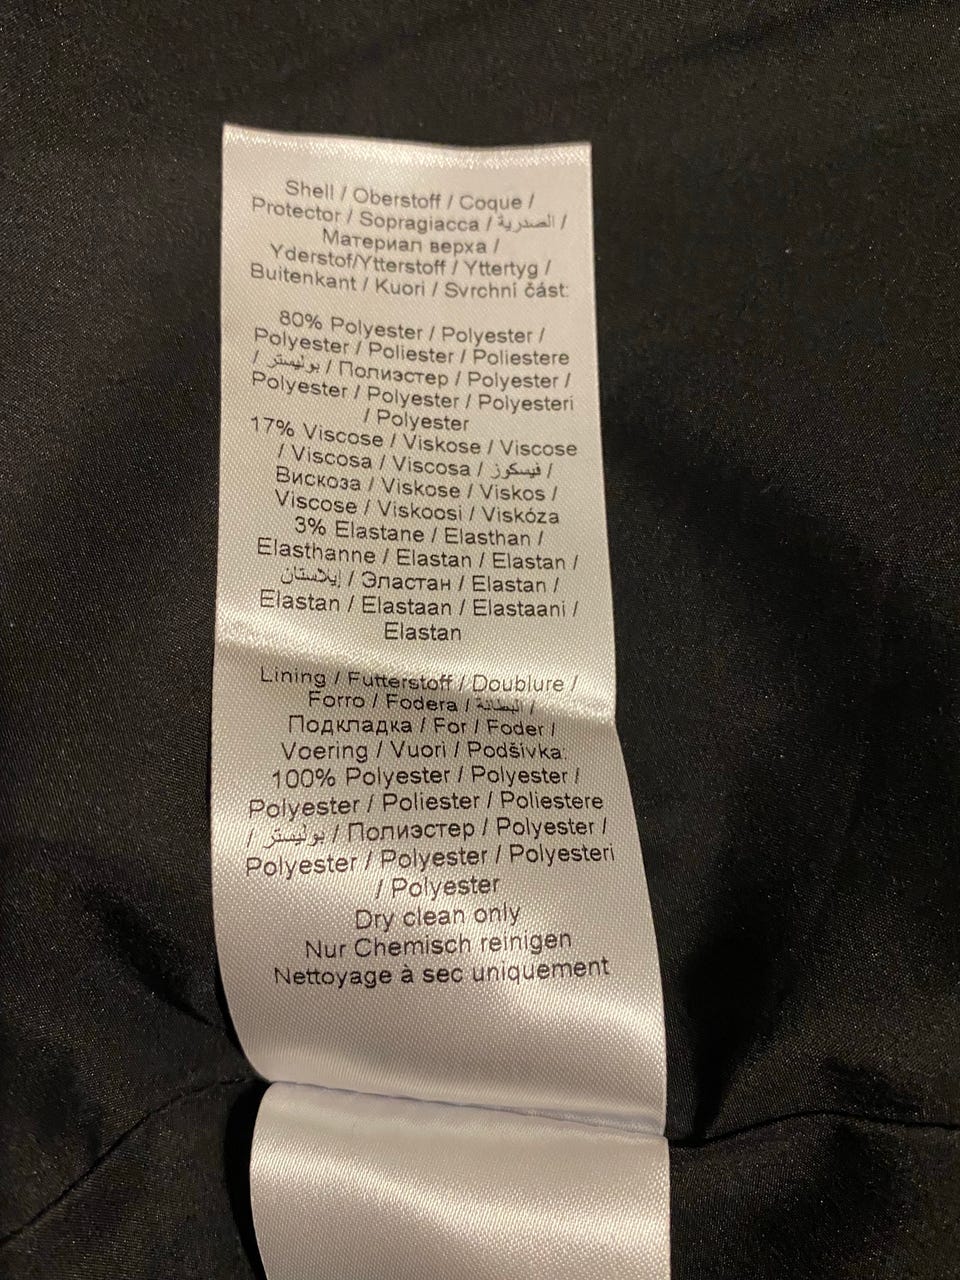 Shell / Oberstoff / Coque /
Protector / Sopragiacca / الصدرية /
Материал верха /
Yderstof/Ytterstoff / Yttertyg /
Buitenkant / Kuori / Svrchní část:
80% Polyester / Polyester /
Polyester / Poliester / Poliestere
/ بوليستر / Полиэстер / Polyester /
Polyester / Polyester / Polyesteri
/ Polyester
17% Viscose / Viskose / Viscose
/ Viscosa / Viscosa / فيسكوز /
Вискоза / Viskose / Viskos /
Viscose / Viskoosi / Viskóza
3% Elastane / Elasthan /
Elasthanne / Elastan / Elastan /
إيلاستان / Эластан / Elastan /
Elastan / Elastaan / Elastaani /
Elastan
Lining / Futterstoff / Doublure /
Forro / Fodera / البطانة /
Подкладка / For / Foder /
Voering / Vuori / Podšívka:
100% Polyester / Polyester /
Polyester / Poliester / Poliestere
/ بوليستر / Полиэстер / Polyester /
Polyester / Polyester / Polyesteri
/ Polyester
Dry clean only
Nur Chemisch reinigen
Nettoyage à sec uniquement